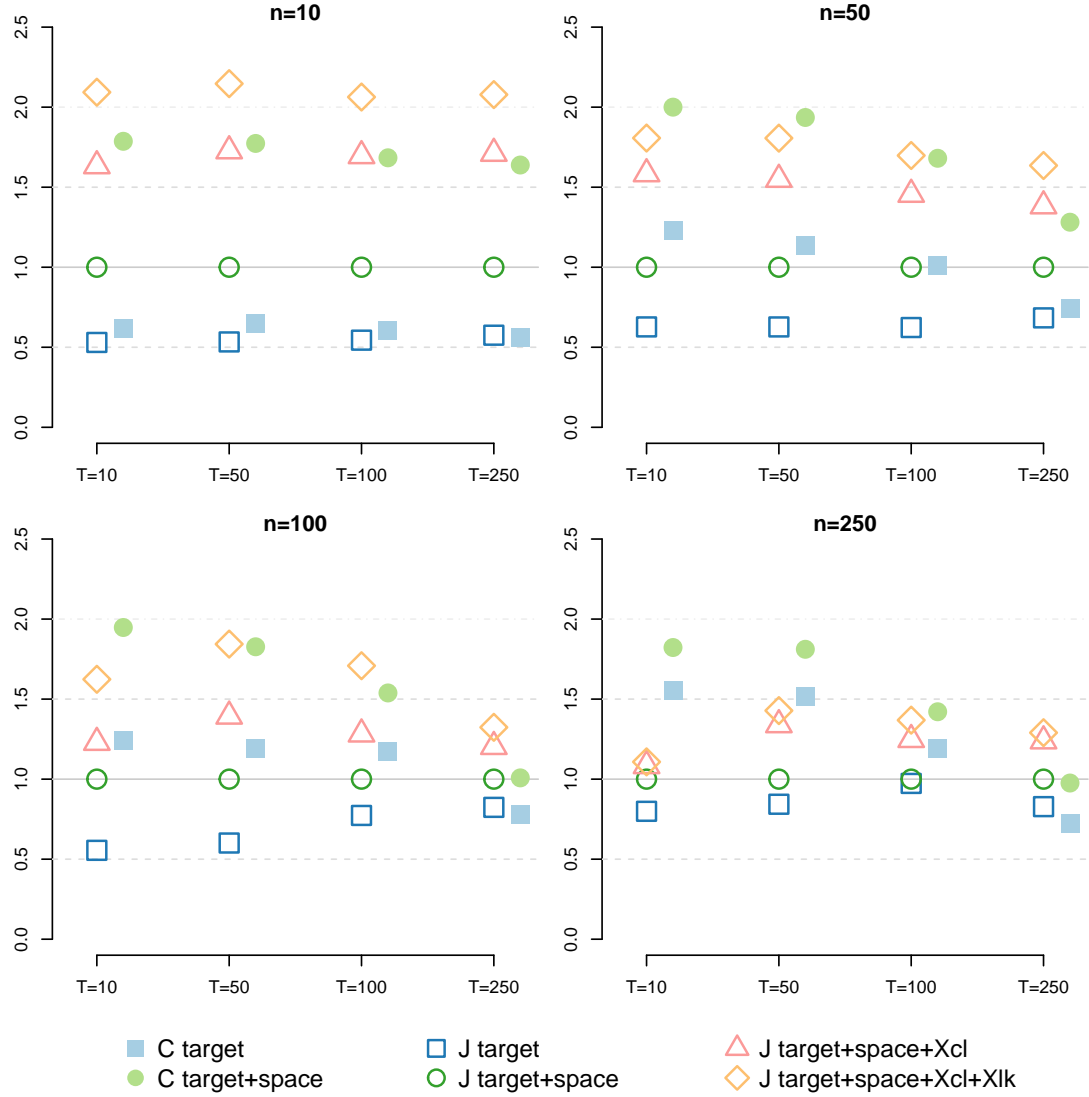 n=10
n=50
2.5
2.0
1.5
1.0
0.5
0.0
T=10 T=50 T=100 T=250
2.5
2.0
1.5
1.0
0.5
0.0
T=10 T=50 T=100 T=250
n=100
n=250
2.5
2.0
1.5
1.0
0.5
0.0
T=10 T=50 T=100 T=250
2.5
2.0
1.5
1.0
0.5
0.0
T=10 T=50 T=100 T=250
C target
J target
J target+space+Xcl
C target+space
J target+space
J target+space+Xcl+Xlk